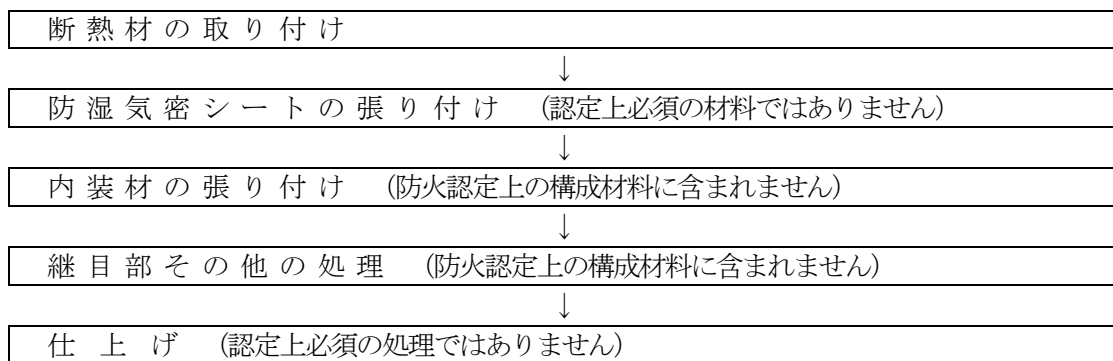 断熱材の取り付け
↓
防湿気密シートの張り付け (認定上必須の材料ではありません)
↓
内装材の張り付け (防火認定上の構成材料に含まれません)
↓
継目部その他の処理 (防火認定上の構成材料に含まれません)
↓
仕上げ (認定上必須の処理ではありません)